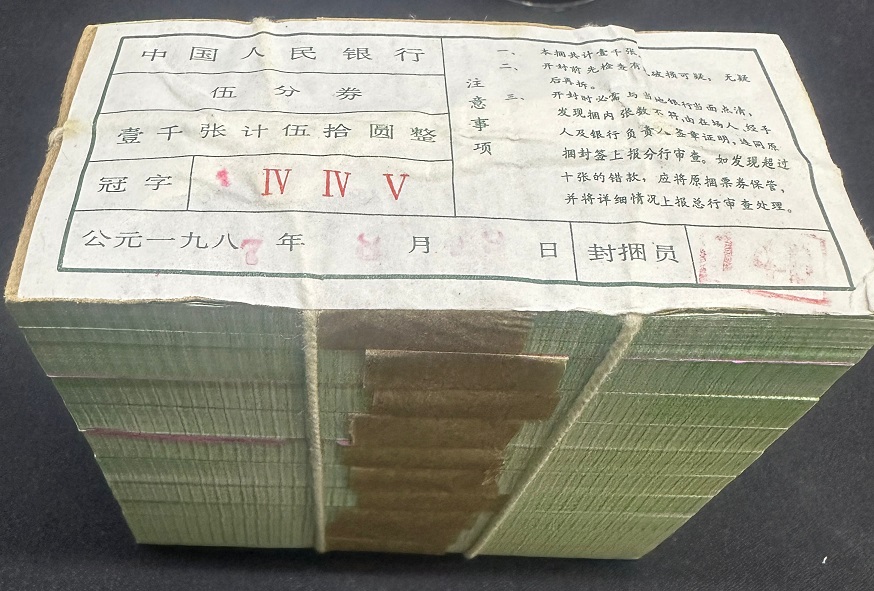 中国人民银行
伍分券
壹千张计伍拾圆整
冠字 Ⅳ Ⅳ Ⅴ
公元一九八7年 月 日 封捆员
注意事项
一、本捆共计壹千张
二、开封前先检查有 破损可疑，无疑
后再拆。
三、开封时必需与当地银行当面点清，
发现捆内张数不符，由在场人、经手
人及银行负责人签章证明，连同原
捆封签上报分行审查。如发现超过
十张的错款，应将原捆票券保管，
并将详细情况上报总行审查处理。